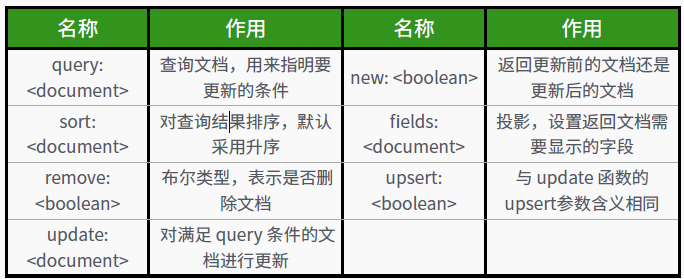 名称 作用 名称 作用
query: 查询文档，用来指明要 new: <boolean> 返回更新前的文档还是
<document> 更新的条件 更新后的文档
sort: 对查询结果排序，默认 fields: 投影，设置返回文档需
<document> 采用升序 <document> 要显示的字段
remove: 布尔类型，表示是否删 upsert: 与 update 函数的
<boolean> 除文档 <boolean> upsert参数含义相同
update: 对满足 query 条件的文
<document> 档进行更新